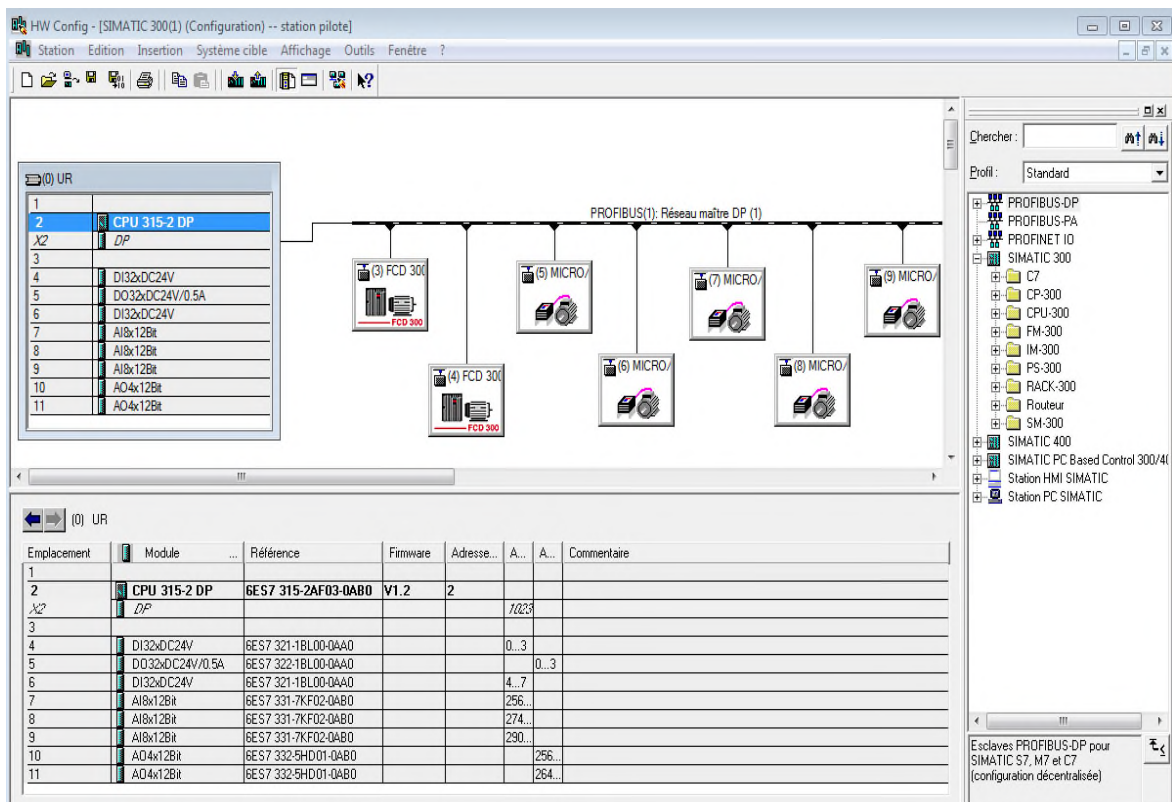 HW Config - [SIMATIC 300(1) (Configuration) -- station pilote]
Station Edition Insertion Système cible Affichage Outils Fenêtre ?
(0) UR
1
2 CPU 315-2 DP
X2 DP
3
4 DI32xDC24V
5 DO32xDC24V/0.5A
6 DI32xDC24V
7 AI8x12Bit
8 AI8x12Bit
9 AI8x12Bit
10 AO4x12Bit
11 AO4x12Bit
PROFIBUS(1): Réseau maître DP (1)
(3) FCD 300
FCD 300
(5) MICRO/
(7) MICRO/
(9) MICRO/
(4) FCD 300
FCD 300
(6) MICRO/
(8) MICRO/
Chercher :
Profil : Standard
PROFIBUS-DP
PROFIBUS-PA
PROFINET IO
SIMATIC 300
C7
CP-300
CPU-300
FM-300
IM-300
PS-300
RACK-300
Routeur
SM-300
SIMATIC 400
SIMATIC PC Based Control 300/4(
Station HMI SIMATIC
Station PC SIMATIC
Esclaves PROFIBUS-DP pour
SIMATIC S7, M7 et C7
(configuration décentralisée)
(0) UR
Emplacement Module ... Référence Firmware Adresse... A... A... Commentaire
1
2 CPU 315-2 DP 6ES7 315-2AF03-0AB0 V1.2 2
X2 DP 1023
3
4 DI32xDC24V 6ES7 321-1BL00-0AA0 0...3
5 DO32xDC24V/0.5A 6ES7 322-1BL00-0AA0 0...3
6 DI32xDC24V 6ES7 321-1BL00-0AA0 4...7
7 AI8x12Bit 6ES7 331-7KF02-0AB0 256...
8 AI8x12Bit 6ES7 331-7KF02-0AB0 274...
9 AI8x12Bit 6ES7 331-7KF02-0AB0 290...
10 AO4x12Bit 6ES7 332-5HD01-0AB0 256...
11 AO4x12Bit 6ES7 332-5HD01-0AB0 264...